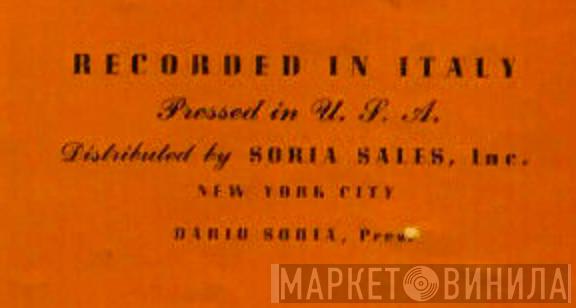 RECORDED IN ITALY
Pressed in U. S. A.
Distributed by SORIA SALES, Inc.
NEW YORK CITY
DARIO SORIA, Pres.
МАРКЕТ ВИНИЛА